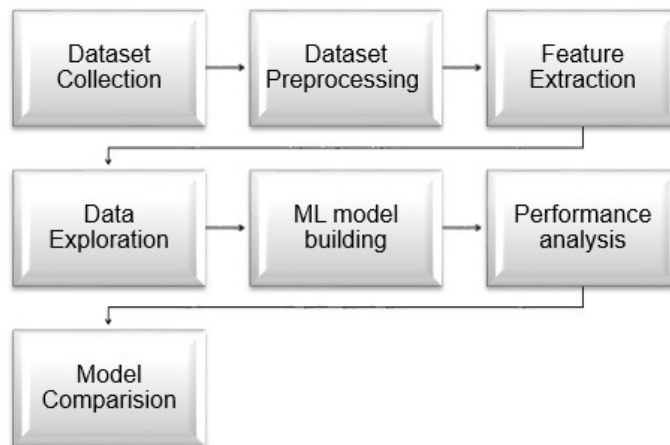 Dataset
Collection
Dataset
Preprocessing
Feature
Extraction
Data
Exploration
ML model
building
Performance
analysis
Model
Comparision